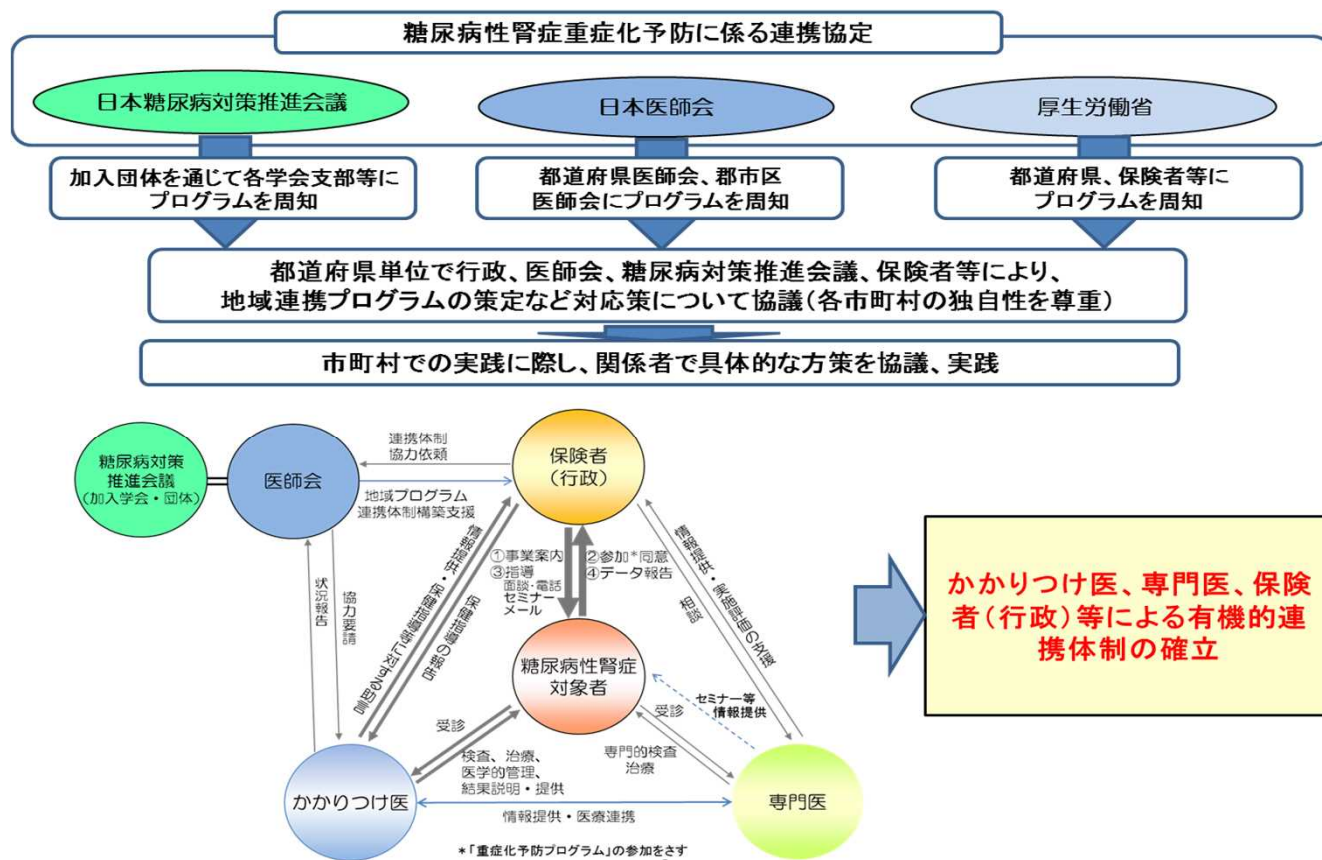 糖尿病性腎症重症化予防に係る連携協定
日本糖尿病対策推進会議
日本医師会
厚生労働省
加入団体を通じて各学会支部等に
プログラムを周知
都道府県医師会、郡市区
医師会にプログラムを周知
都道府県、保険者等に
プログラムを周知
都道府県単位で行政、医師会、糖尿病対策推進会議、保険者等により、
地域連携プログラムの策定など対応策について協議(各市町村の独自性を尊重)
市町村での実践に際し、関係者で具体的な方策を協議、実践
糖尿病対策
推進会議
(加入学会・団体)
医師会
連携体制
協力依頼
地域プログラム
連携体制構築支援
保険者
(行政)
情報提供・保健指導等に対する助言
保健指導の報告
①事業案内
③指導
面談・電話
セミナー
メール
②参加*同意
④データ報告
情報提供・実施評価の支援
相談
状況報告
協力要請
糖尿病性腎症
対象者
セミナー等
情報提供
受診
検査、治療、
医学的管理、
結果説明・提供
受診
専門的検査
治療
かかりつけ医
情報提供・医療連携
専門医
*「重症化予防プログラム」の参加をさす
かかりつけ医、専門医、保険
者(行政)等による有機的連
携体制の確立